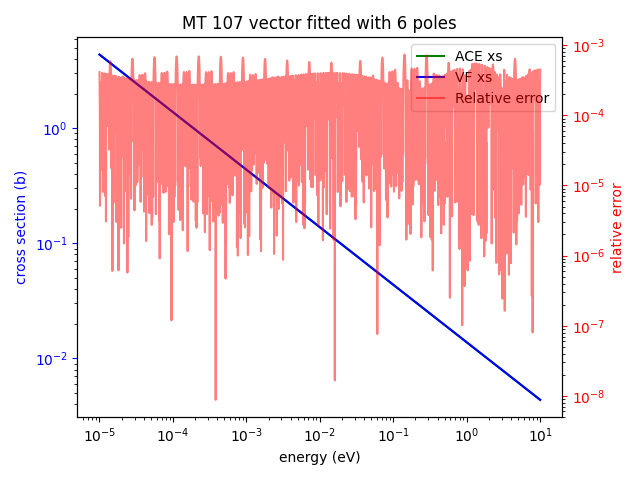 MT 107 vector fitted with 6 poles
ACE xs
VF xs
Relative error
cross section (b)
10^0
10^-1
10^-2
10^-3
10^-4
10^-5
10^-6
10^-7
10^-8
relative error
10^-5
10^-4
10^-3
10^-2
10^-1
10^0
10^1
energy (eV)